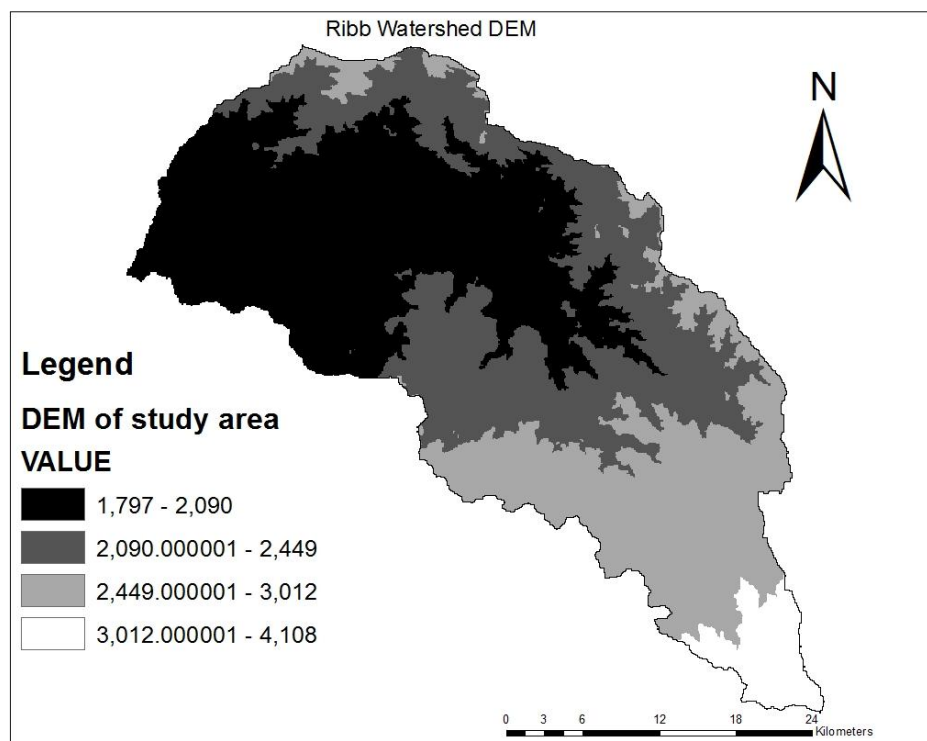 Ribb Watershed DEM
N
Legend
DEM of study area
VALUE
1,797 - 2,090
2,090.000001 - 2,449
2,449.000001 - 3,012
3,012.000001 - 4,108
0 3 6 12 18 24
Kilometers